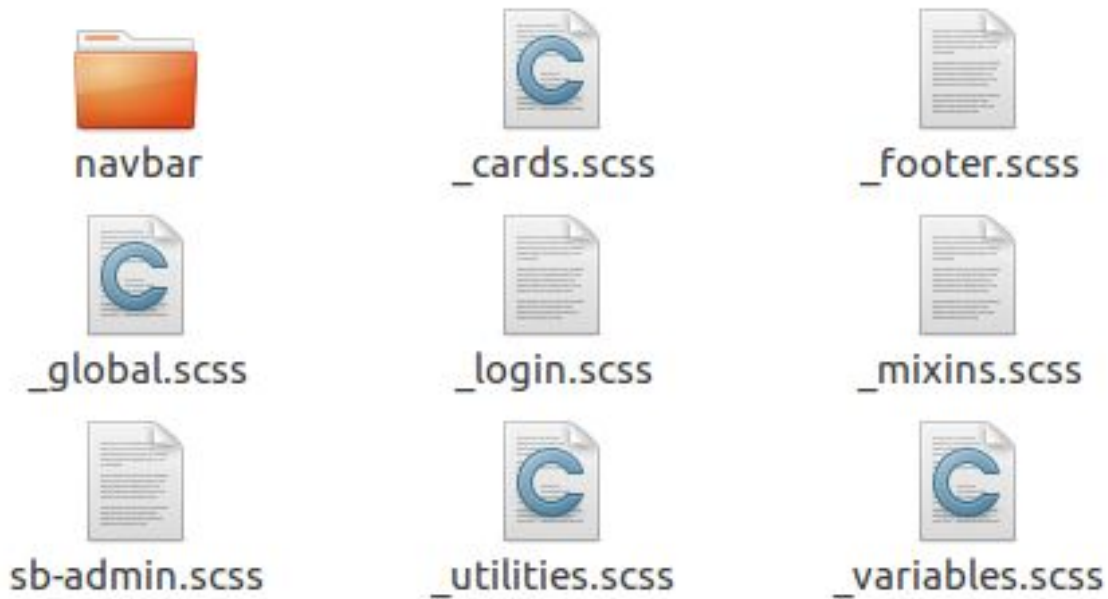 navbar
_cards.scss
_footer.scss
_global.scss
_login.scss
_mixins.scss
sb-admin.scss
_utilities.scss
_variables.scss